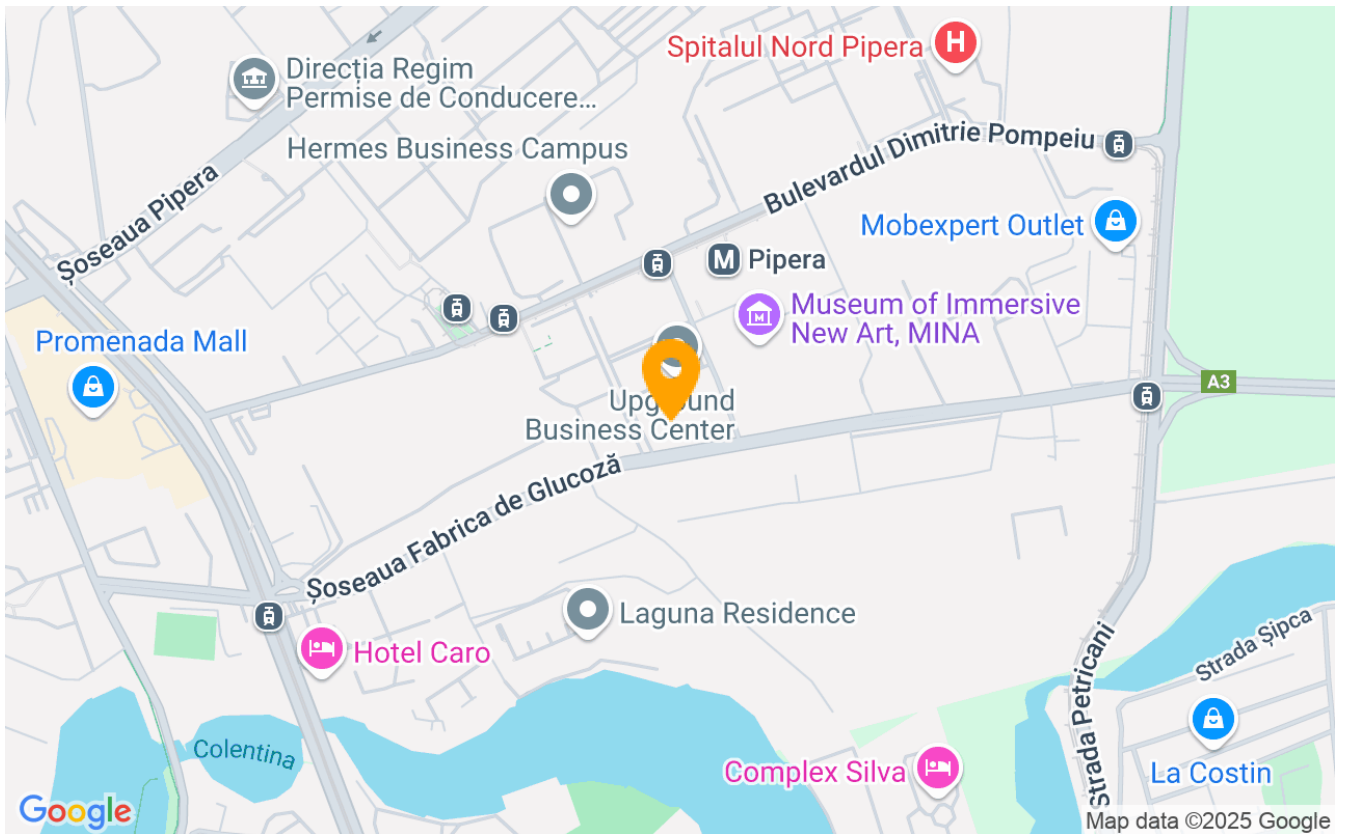 Spitalul Nord Pipera
H
Direcția Regim
Permise de Conducere...
Hermes Business Campus
Bulevardul Dimitrie Pompeiu
Șoseaua Pipera
Mobexpert Outlet
M Pipera
Museum of Immersive
New Art, MINA
M
Promenada Mall
A3
Business Center
Șoseaua Fabrica de Glucoză
Laguna Residence
Hotel Caro
Strada Șipca
Strada Petricani
Colentina
Complex Silva
La Costin
Google
Map data ©2025 Google